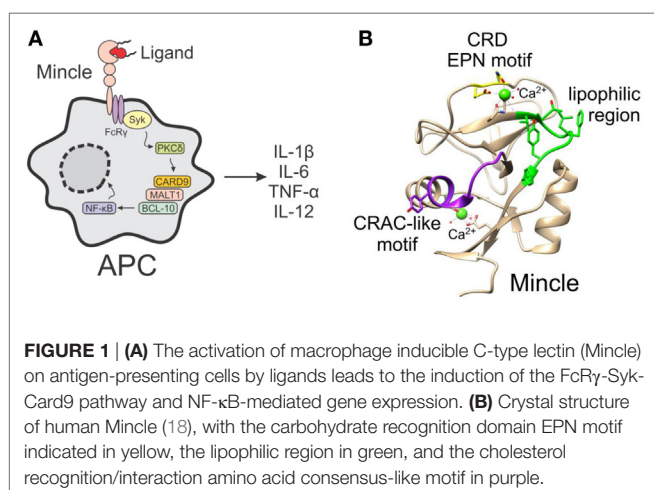 A
Ligand
Mincle
Syk
FcRγ
PKCδ
CARD9
MALT1
BCL-10
NF-κB
APC
IL-1β
IL-6
TNF-α
IL-12
B
CRD
EPN motif
Ca2+
lipophilic
region
CRAC-like
motif
Ca2+
Mincle
FIGURE 1 | (A) The activation of macrophage inducible C-type lectin (Mincle)
on antigen-presenting cells by ligands leads to the induction of the FcRγ-Syk-
Card9 pathway and NF-κB-mediated gene expression. (B) Crystal structure
of human Mincle (18), with the carbohydrate recognition domain EPN motif
indicated in yellow, the lipophilic region in green, and the cholesterol
recognition/interaction amino acid consensus-like motif in purple.